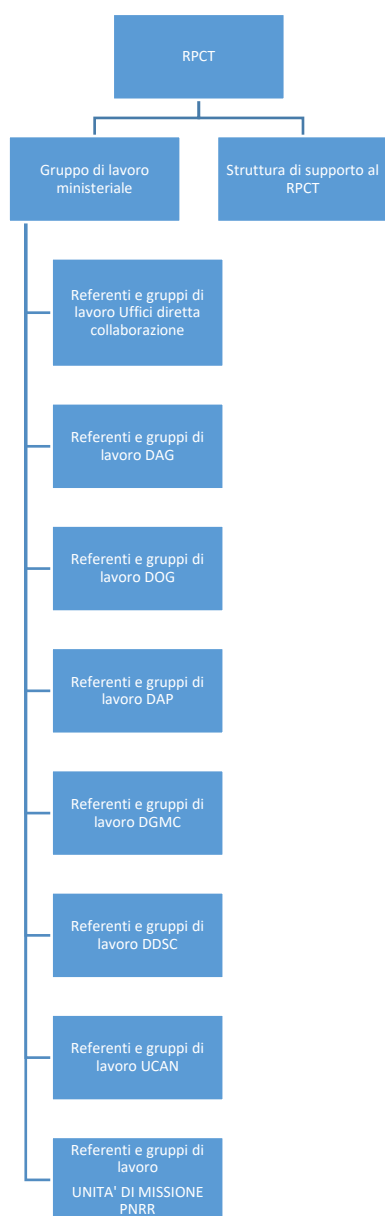 RPCT
Gruppo di lavoro
ministeriale
Struttura di supporto al
RPCT
Referenti e gruppi di
lavoro Uffici diretta
collaborazione
Referenti e gruppi di
lavoro DAG
Referenti e gruppi di
lavoro DOG
Referenti e gruppi di
lavoro DAP
Referenti e gruppi di
lavoro DGMC
Referenti e gruppi di
lavoro DDSC
Referenti e gruppi di
lavoro UCAN
Referenti e gruppi di
lavoro
UNITA' DI MISSIONE
PNRR